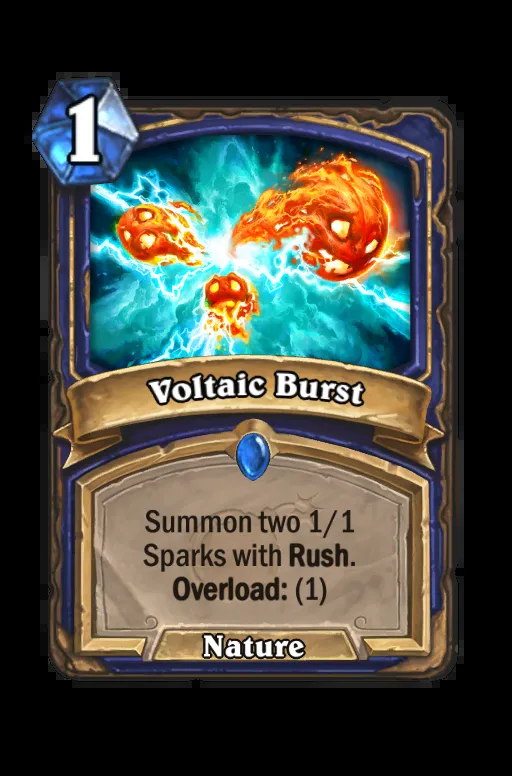 1
Voltaic Burst
Summon two 1/1
Sparks with Rush.
Overload: (1)
Nature